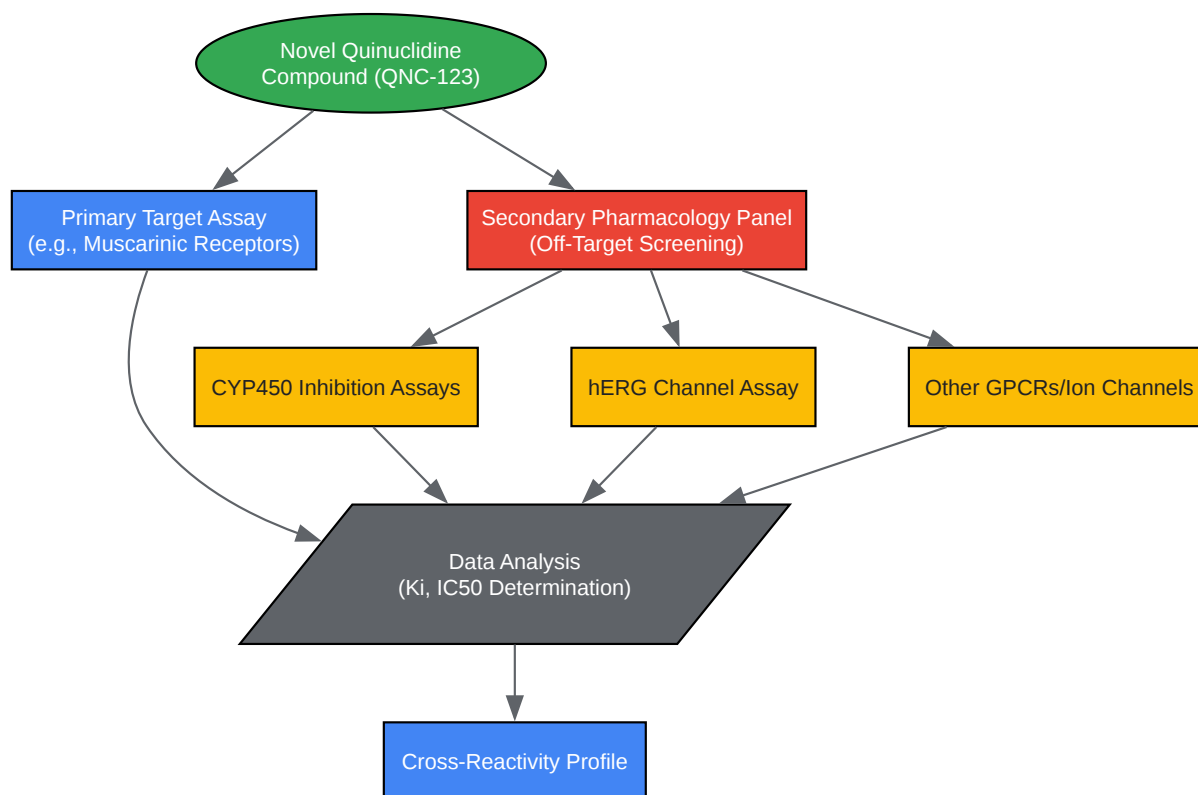 Novel Quinuclidine
Compound (QNC-123)
Primary Target Assay
(e.g., Muscarinic Receptors)
Secondary Pharmacology Panel
(Off-Target Screening)
CYP450 Inhibition Assays
hERG Channel Assay
Other GPCRs/Ion Channels
Data Analysis
(Ki, IC50 Determination)
Cross-Reactivity Profile